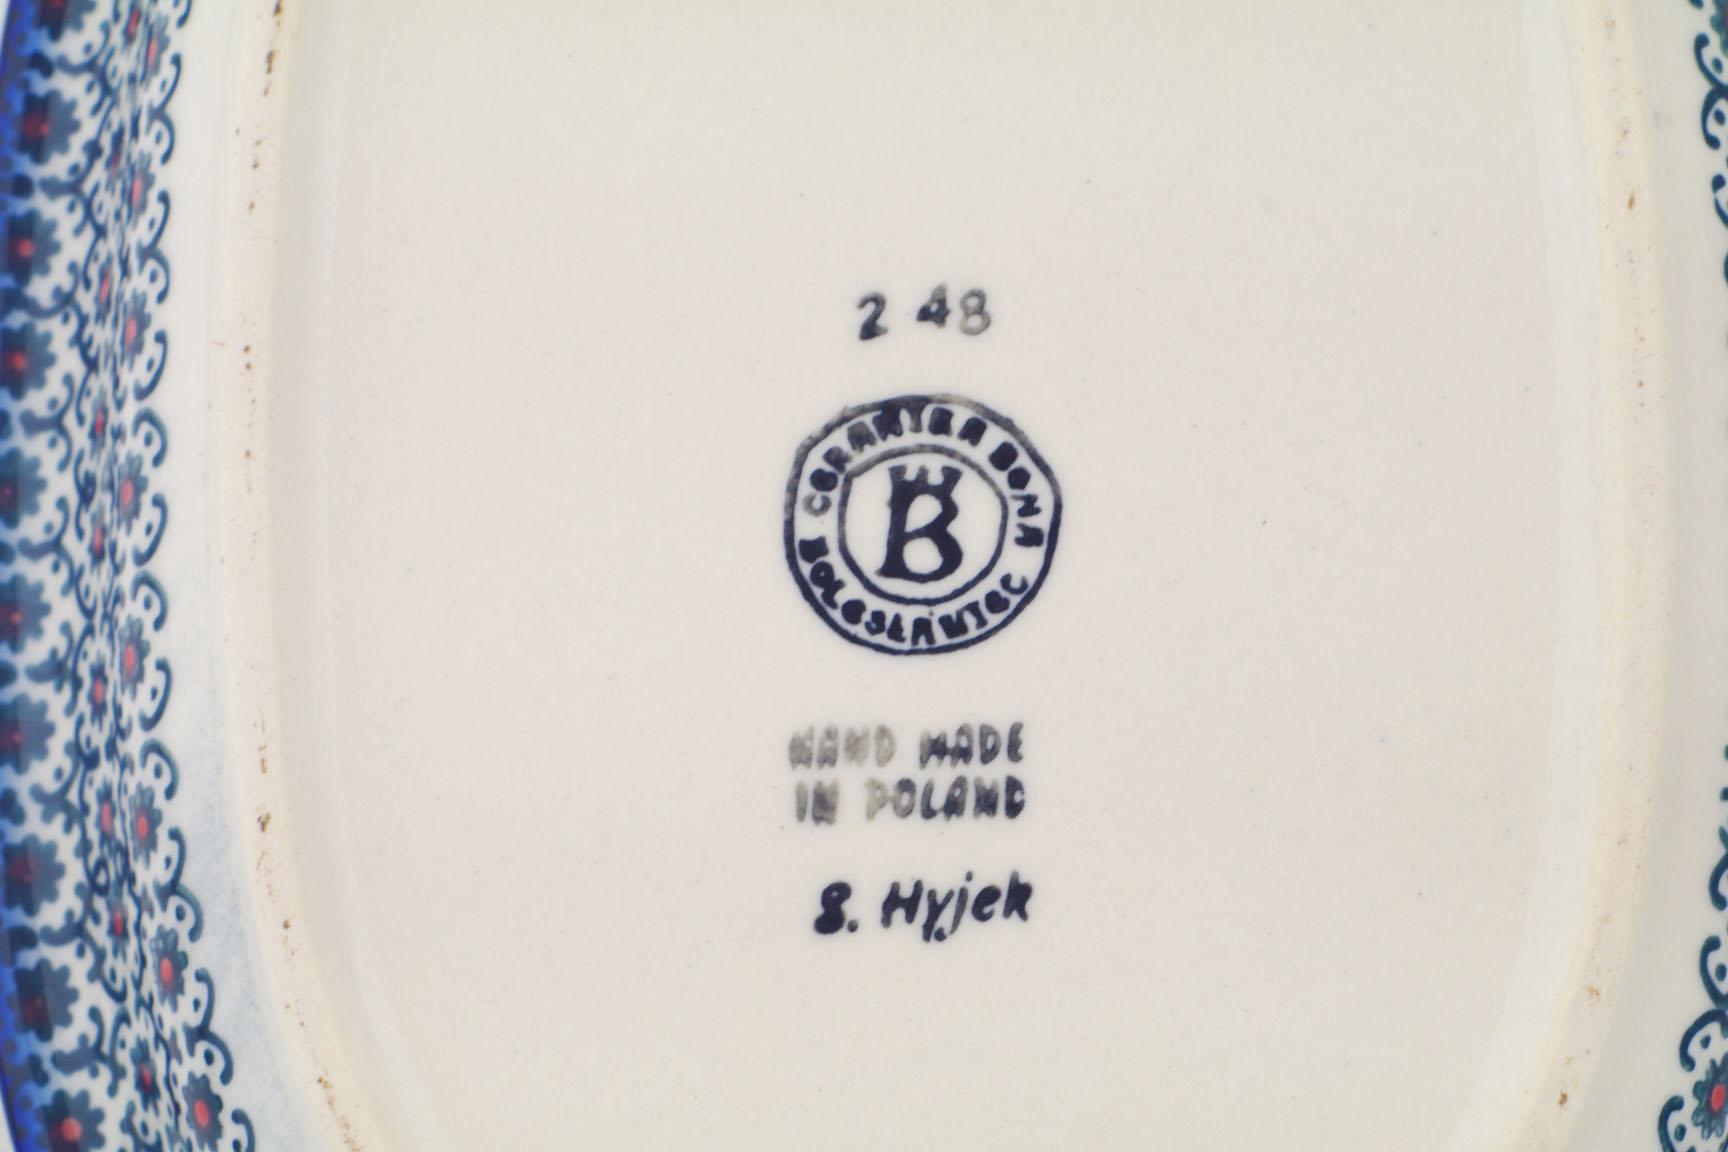 2 48
CERAMIKA BONA
B
BOLESŁAWIEC
HAND MADE
IN POLAND
S. Hyjek